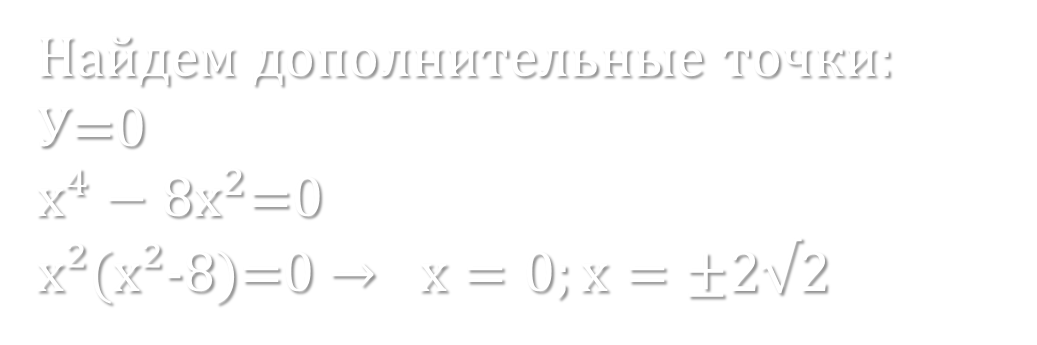 Найдем дополнительные точки:
У=0
x⁴ − 8x²=0
x²(x²-8)=0 → x = 0; x = ±2√2